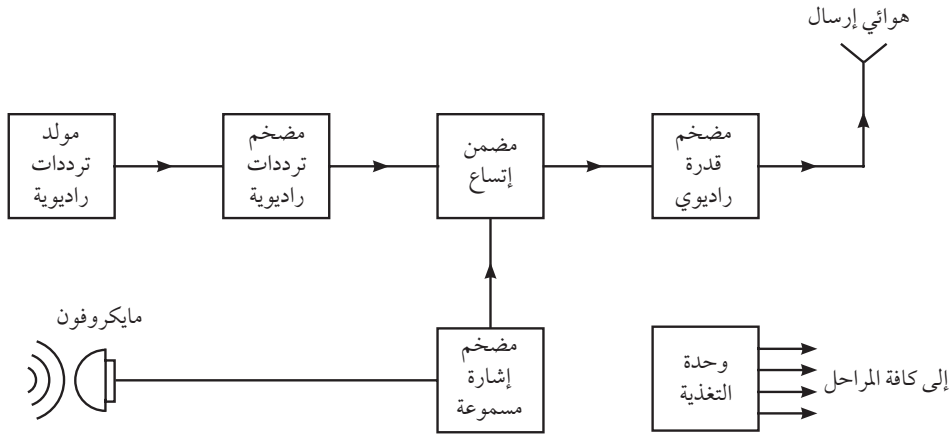 هوائي إرسال
مولد
ترددات
راديوية
مضخم
ترددات
راديوية
مضمن
إتساع
مضخم
قدرة
راديوي
مايكروفون
مضخم
إشارة
مسموعة
وحدة
التغذية
إلى كافة المراحل